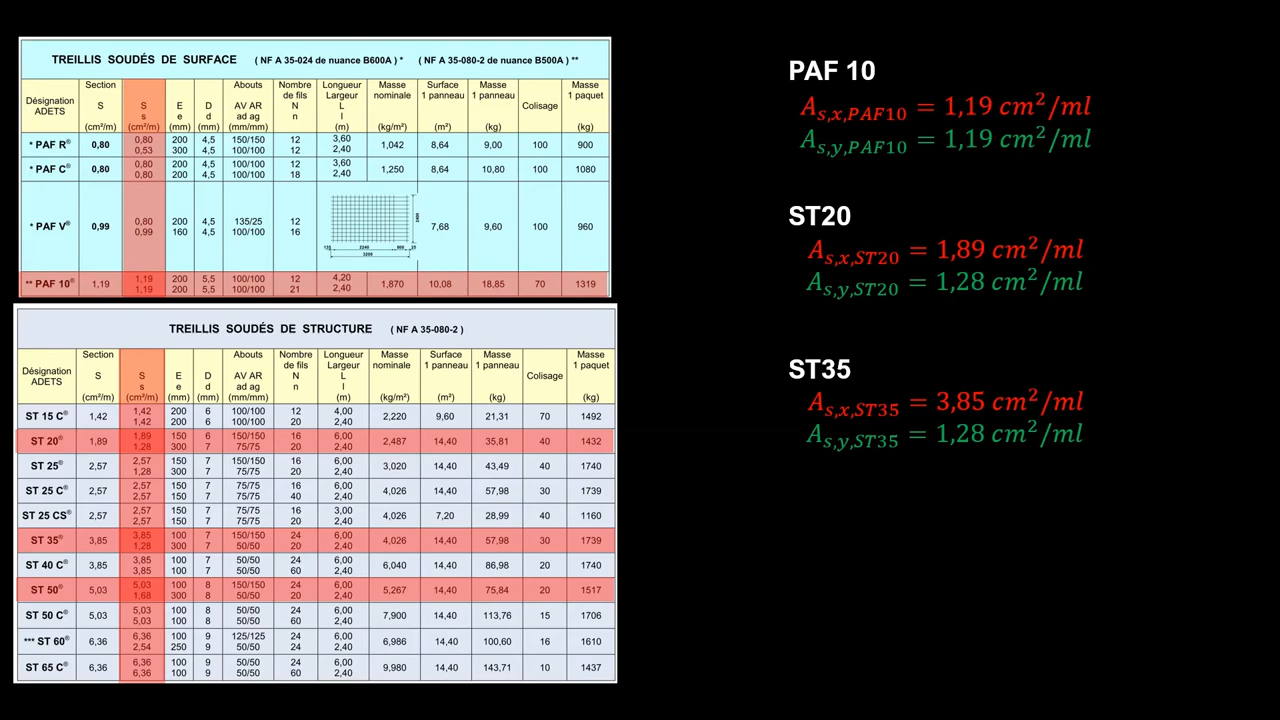 TREILLIS SOUDÉS DE SURFACE ( NF A 35-024 de nuance B600A ) * ( NF A 35-080-2 de nuance B500A ) **
Désignation ADETS | Section S (cm²/m) | S s (cm²/m) | E e (mm) | D d (mm) | Abouts AV AR ad ag (mm/mm) | Nombre de fils N n | Longueur Largeur L l (m) | Masse nominale (kg/m²) | Surface 1 panneau (m²) | Masse 1 panneau (kg) | Colisage | Masse 1 paquet (kg)
* PAF R® | 0,80 | 0,80 0,53 | 200 300 | 4,5 4,5 | 150/150 100/100 | 12 12 | 3,60 2,40 | 1,042 | 8,64 | 9,00 | 100 | 900
* PAF C® | 0,80 | 0,80 0,80 | 200 200 | 4,5 4,5 | 100/100 100/100 | 12 18 | 3,60 2,40 | 1,250 | 8,64 | 10,80 | 100 | 1080
* PAF V® | 0,99 | 0,80 0,99 | 200 160 | 4,5 4,5 | 135/25 100/100 | 12 16 | 2400 135 2240 800 25 3200 | 7,68 | 9,60 | 100 | 960
** PAF 10® | 1,19 | 1,19 1,19 | 200 200 | 5,5 5,5 | 100/100 100/100 | 12 21 | 4,20 2,40 | 1,870 | 10,08 | 18,85 | 70 | 1319
TREILLIS SOUDÉS DE STRUCTURE ( NF A 35-080-2 )
Désignation ADETS | Section S (cm²/m) | S s (cm²/m) | E e (mm) | D d (mm) | Abouts AV AR ad ag (mm/mm) | Nombre de fils N n | Longueur Largeur L l (m) | Masse nominale (kg/m²) | Surface 1 panneau (m²) | Masse 1 panneau (kg) | Colisage | Masse 1 paquet (kg)
ST 15 C® | 1,42 | 1,42 1,42 | 200 200 | 6 6 | 100/100 100/100 | 12 20 | 4,00 2,40 | 2,220 | 9,60 | 21,31 | 70 | 1492
ST 20® | 1,89 | 1,89 1,28 | 150 300 | 6 7 | 150/150 75/75 | 16 20 | 6,00 2,40 | 2,487 | 14,40 | 35,81 | 40 | 1432
ST 25® | 2,57 | 2,57 1,28 | 150 300 | 7 7 | 150/150 75/75 | 16 20 | 6,00 2,40 | 3,020 | 14,40 | 43,49 | 40 | 1740
ST 25 C® | 2,57 | 2,57 2,57 | 150 150 | 7 7 | 75/75 75/75 | 16 40 | 6,00 2,40 | 4,026 | 14,40 | 57,98 | 30 | 1739
ST 25 CS® | 2,57 | 2,57 2,57 | 150 150 | 7 7 | 75/75 75/75 | 16 20 | 3,00 2,40 | 4,026 | 7,20 | 28,99 | 40 | 1160
ST 35® | 3,85 | 3,85 1,28 | 100 300 | 7 7 | 150/150 50/50 | 24 20 | 6,00 2,40 | 4,026 | 14,40 | 57,98 | 30 | 1739
ST 40 C® | 3,85 | 3,85 3,85 | 100 100 | 7 7 | 50/50 50/50 | 24 60 | 6,00 2,40 | 6,040 | 14,40 | 86,98 | 20 | 1740
ST 50® | 5,03 | 5,03 1,68 | 100 300 | 8 8 | 150/150 50/50 | 24 20 | 6,00 2,40 | 5,267 | 14,40 | 75,84 | 20 | 1517
ST 50 C® | 5,03 | 5,03 5,03 | 100 100 | 8 8 | 50/50 50/50 | 24 60 | 6,00 2,40 | 7,900 | 14,40 | 113,76 | 15 | 1706
*** ST 60® | 6,36 | 6,36 2,54 | 100 250 | 9 9 | 125/125 50/50 | 24 24 | 6,00 2,40 | 6,986 | 14,40 | 100,60 | 16 | 1610
ST 65 C® | 6,36 | 6,36 6,36 | 100 100 | 9 9 | 50/50 50/50 | 24 60 | 6,00 2,40 | 9,980 | 14,40 | 143,71 | 10 | 1437
PAF 10
A_s,x,PAF10 = 1,19 cm²/ml
A_s,y,PAF10 = 1,19 cm²/ml
ST20
A_s,x,ST20 = 1,89 cm²/ml
A_s,y,ST20 = 1,28 cm²/ml
ST35
A_s,x,ST35 = 3,85 cm²/ml
A_s,y,ST35 = 1,28 cm²/ml